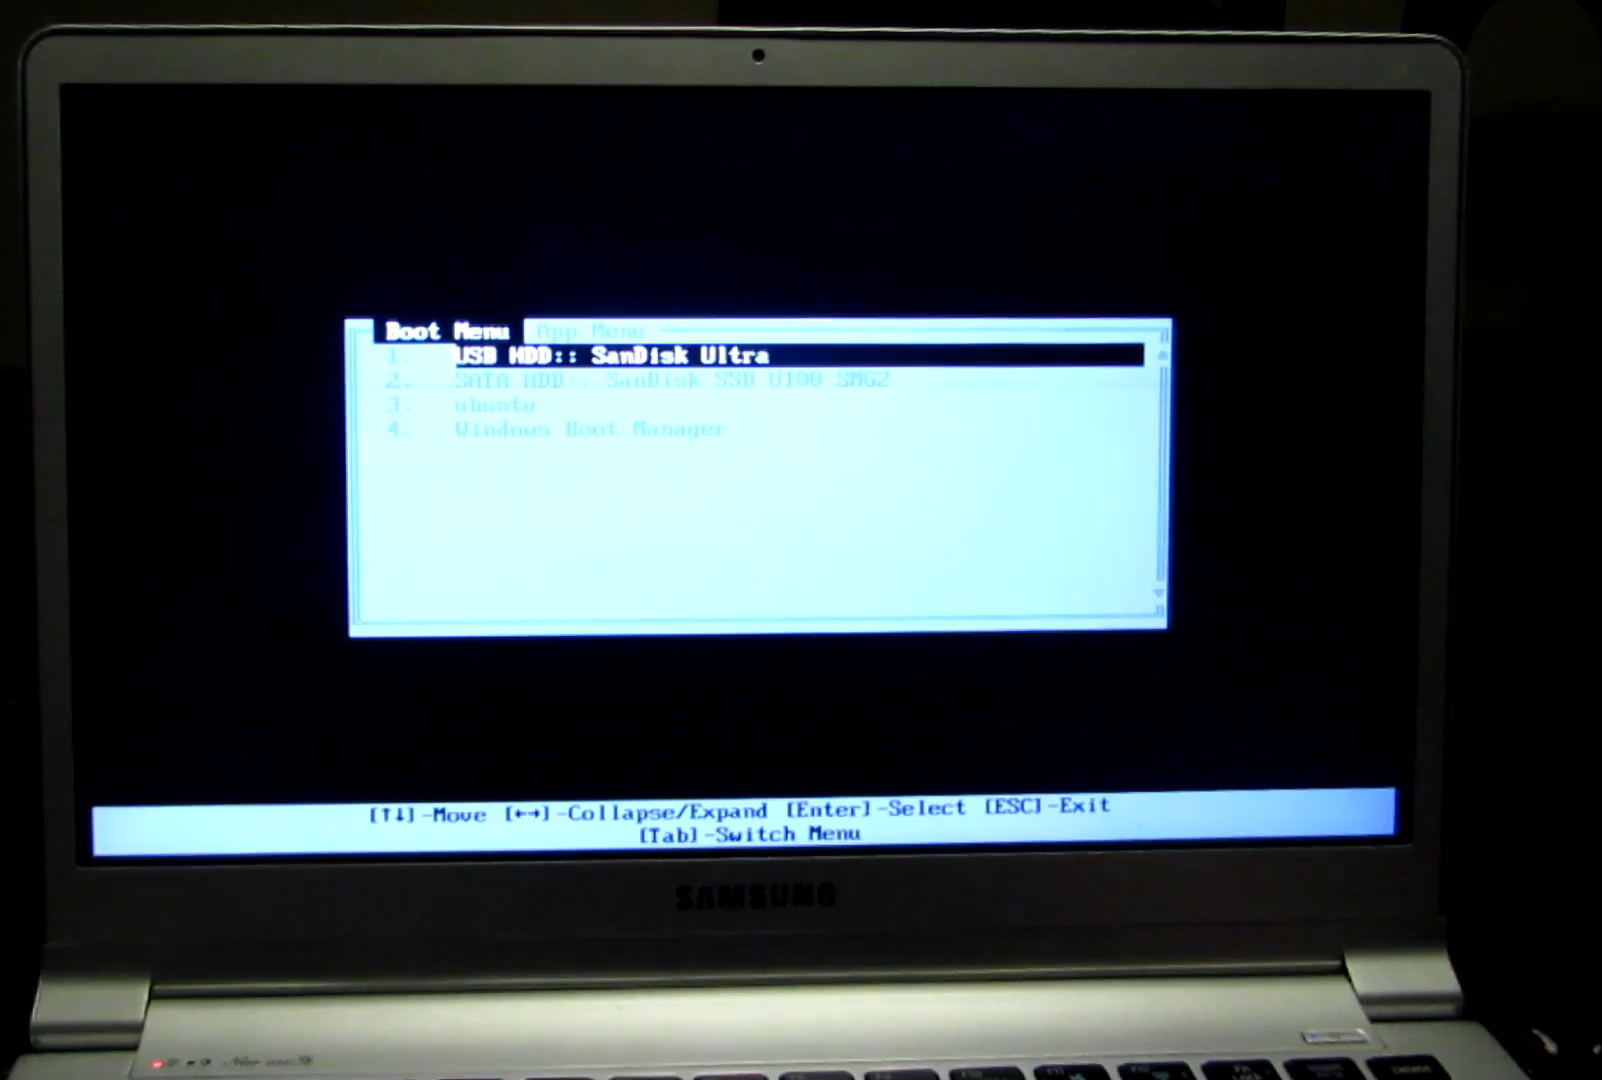 Boot Menu App Menu
1. USB HDD:: SanDisk Ultra
2. SATA HDD:: SanDisk SSD U100 SMG2
3. ubuntu
4. Windows Boot Manager
[↑↓]-Move [←→]-Collapse/Expand [Enter]-Select [ESC]-Exit
[Tab]-Switch Menu
SAMSUNG